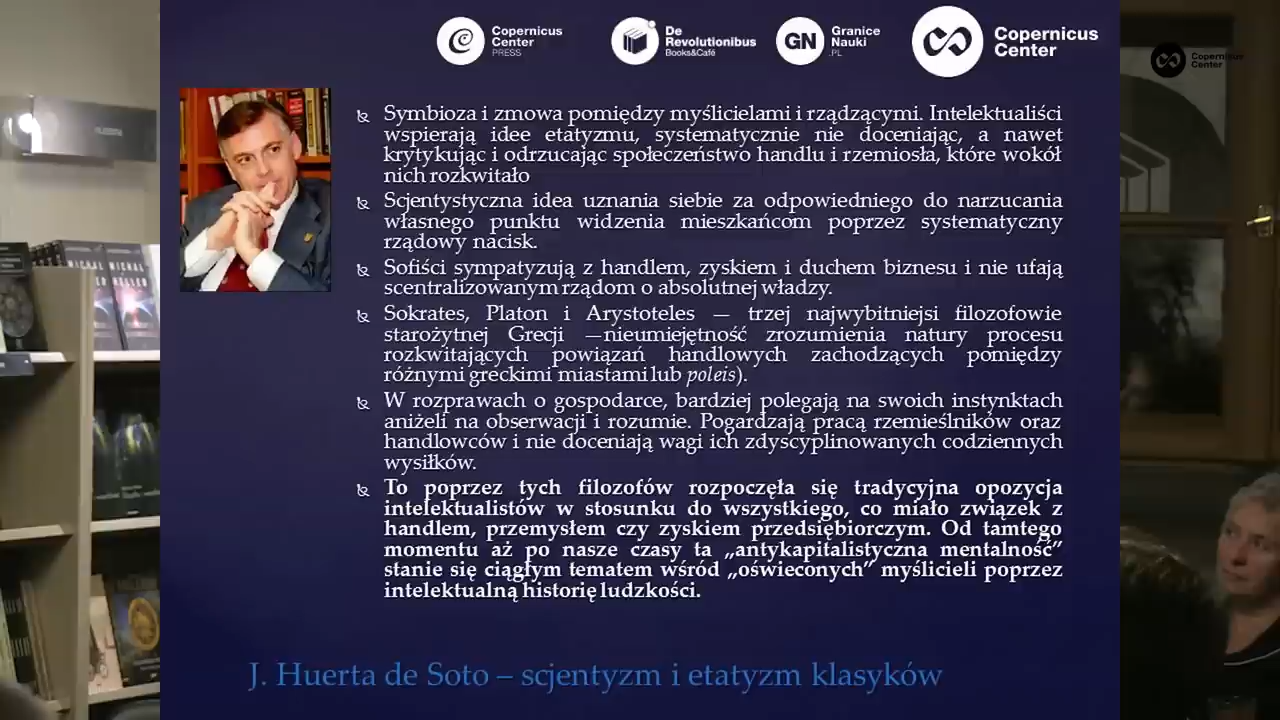 Copernicus
Center
PRESS
De
Revolutionibus
Books&Café
GN
Granice
Nauki
.PL
Copernicus
Center
Copernicus
Center
Symbioza i zmowa pomiędzy myślicielami i rządzącymi. Intelektualiści
wspierają idee etatyzmu, systematycznie nie doceniając, a nawet
krytykując i odrzucając społeczeństwo handlu i rzemiosła, które wokół
nich rozkwitało
Scjentystyczna idea uznania siebie za odpowiedniego do narzucania
własnego punktu widzenia mieszkańcom poprzez systematyczny
rządowy nacisk.
Sofiści sympatyzują z handlem, zyskiem i duchem biznesu i nie ufają
scentralizowanym rządom o absolutnej władzy.
Sokrates, Platon i Arystoteles — trzej najwybitniejsi filozofowie
starożytnej Grecji —nieumiejętność zrozumienia natury procesu
rozkwitających powiązań handlowych zachodzących pomiędzy
różnymi greckimi miastami lub poleis).
W rozprawach o gospodarce, bardziej polegają na swoich instynktach
aniżeli na obserwacji i rozumie. Pogardzają pracą rzemieślników oraz
handlowców i nie doceniają wagi ich zdyscyplinowanych codziennych
wysiłków.
To poprzez tych filozofów rozpoczęła się tradycyjna opozycja
intelektualistów w stosunku do wszystkiego, co miało związek z
handlem, przemysłem czy zyskiem przedsiębiorczym. Od tamtego
momentu aż po nasze czasy ta „antykapitalistyczna mentalność”
stanie się ciągłym tematem wśród „oświeconych” myślicieli poprzez
intelektualną historię ludzkości.
J. Huerta de Soto – scjentyzm i etatyzm klasyków